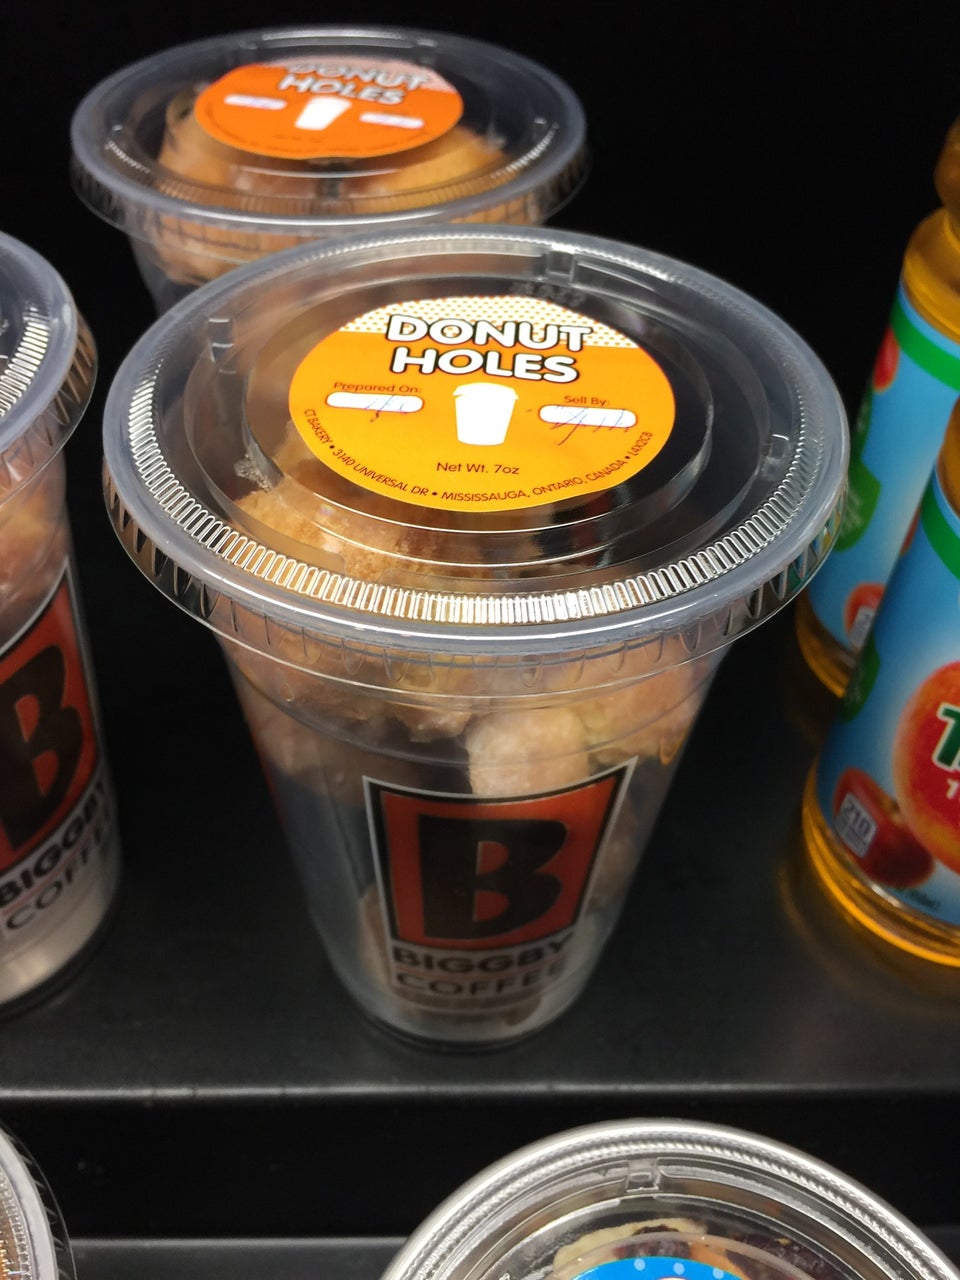 DONUT
HOLES
DONUT
HOLES
Prepared On:
Sell By:
Net Wt. 7oz
CT BAKERY • 3140 UNIVERSAL DR • MISSISSAUGA, ONTARIO, CANADA • L4X2C8
B
BIGGBY
COFFEE
B
BIGGBY
COFFEE
210